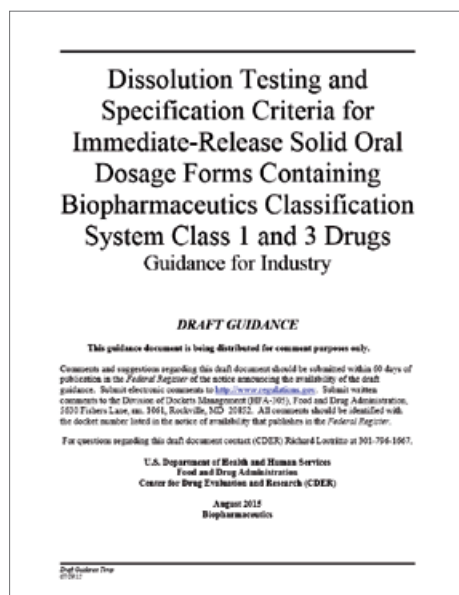 Dissolution Testing and
Specification Criteria for
Immediate-Release Solid Oral
Dosage Forms Containing
Biopharmaceutics Classification
System Class 1 and 3 Drugs
Guidance for Industry
DRAFT GUIDANCE
This guidance document is being distributed for comment purposes only.
Comments and suggestions regarding this draft document should be submitted within 60 days of
publication in the Federal Register of the notice announcing the availability of the draft
guidance. Submit electronic comments to http://www.regulations.gov. Submit written
comments to the Division of Dockets Management (HFA-305), Food and Drug Administration,
5630 Fishers Lane, rm. 1061, Rockville, MD 20852. All comments should be identified with
the docket number listed in the notice of availability that publishes in the Federal Register.
For questions regarding this draft document contact (CDER) Richard Lostritto at 301-796-1667.
U.S. Department of Health and Human Services
Food and Drug Administration
Center for Drug Evaluation and Research (CDER)
August 2015
Biopharmaceutics
Draft Guidance